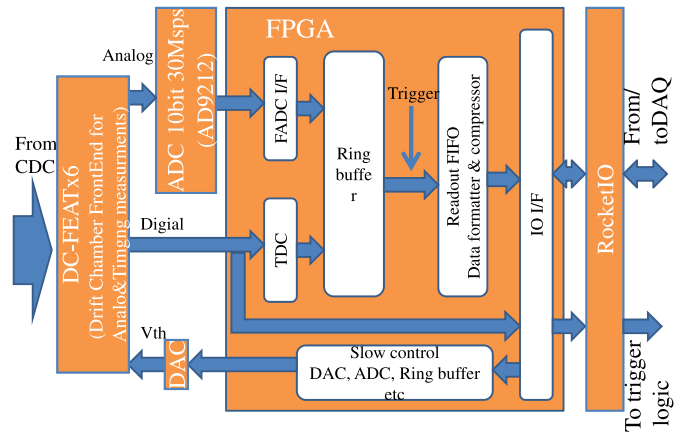 From
CDC
DC-FEATx6
(Drift Chamber FrontEnd for
Analo&Timgng measurments)
Analog
ADC 10bit 30Msps
(AD9212)
Digial
Vth
DAC
FPGA
FADC I/F
TDC
Ring
buffe
r
Trigger
Readout FIFO
Data formatter & compressor
IO I/F
Slow control
DAC, ADC, Ring buffer
etc
RocketIO
From/
toDAQ
To trigger
logic